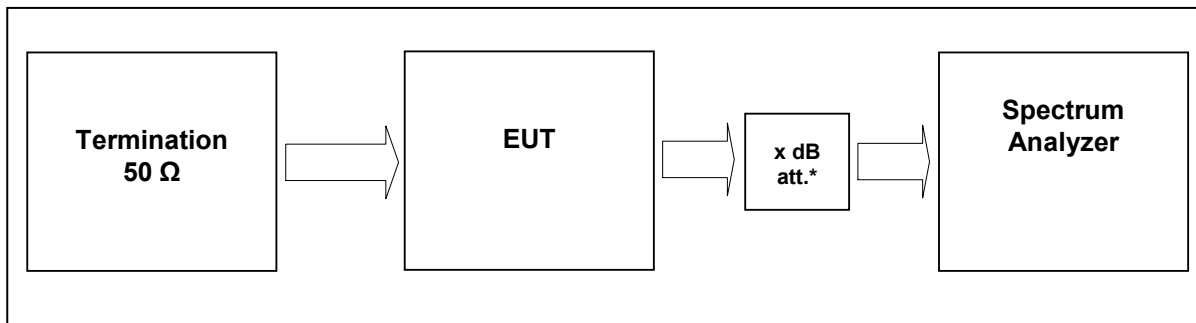 Termination
50 Ω
EUT
x dB
att.*
Spectrum
Analyzer